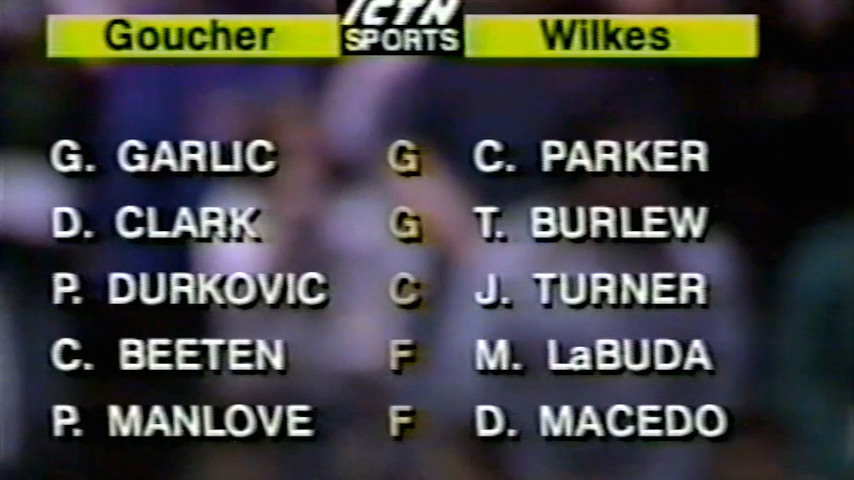 ICTN
Goucher SPORTS Wilkes
G. GARLIC G C. PARKER
D. CLARK G T. BURLEW
P. DURKOVIC C J. TURNER
C. BEETEN F M. LaBUDA
P. MANLOVE F D. MACEDO